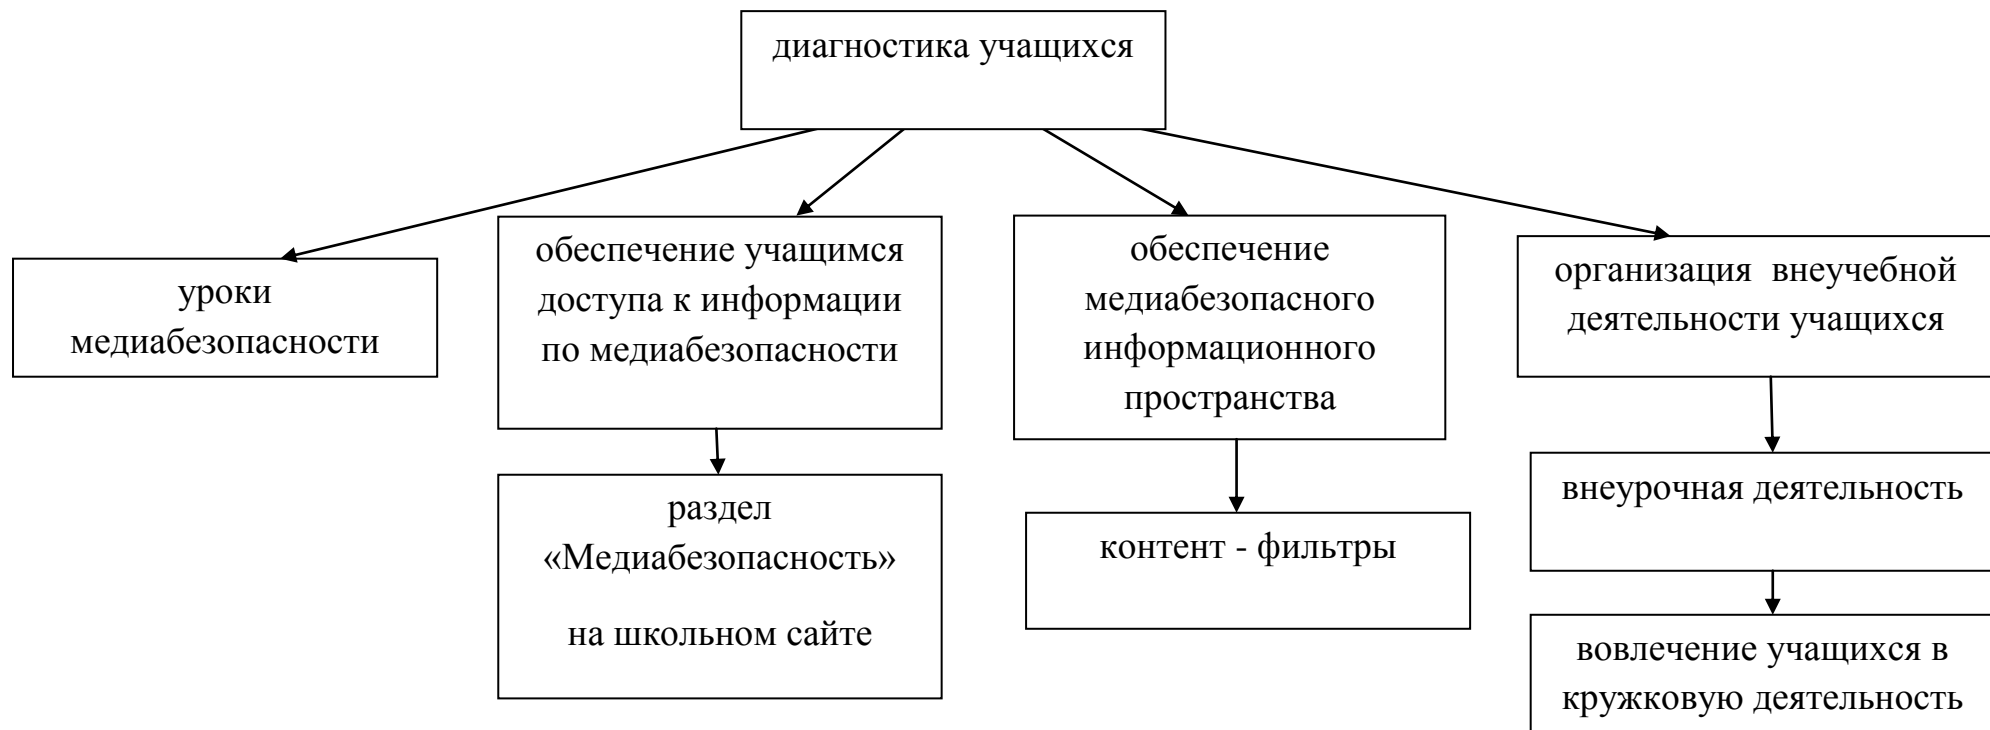 диагностика учащихся
уроки
медиабезопасности
обеспечение учащимся
доступа к информации
по медиабезопасности
обеспечение
медиабезопасного
информационного
пространства
организация  внеучебной
деятельности учащихся
раздел
«Медиабезопасность»
на школьном сайте
контент - фильтры
внеурочная деятельность
вовлечение учащихся в
кружковую деятельность